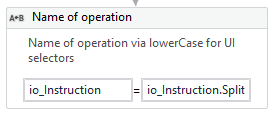 A+B Name of operation
Name of operation via lowerCase for UI
selectors
io_Instruction = io_Instruction.Split